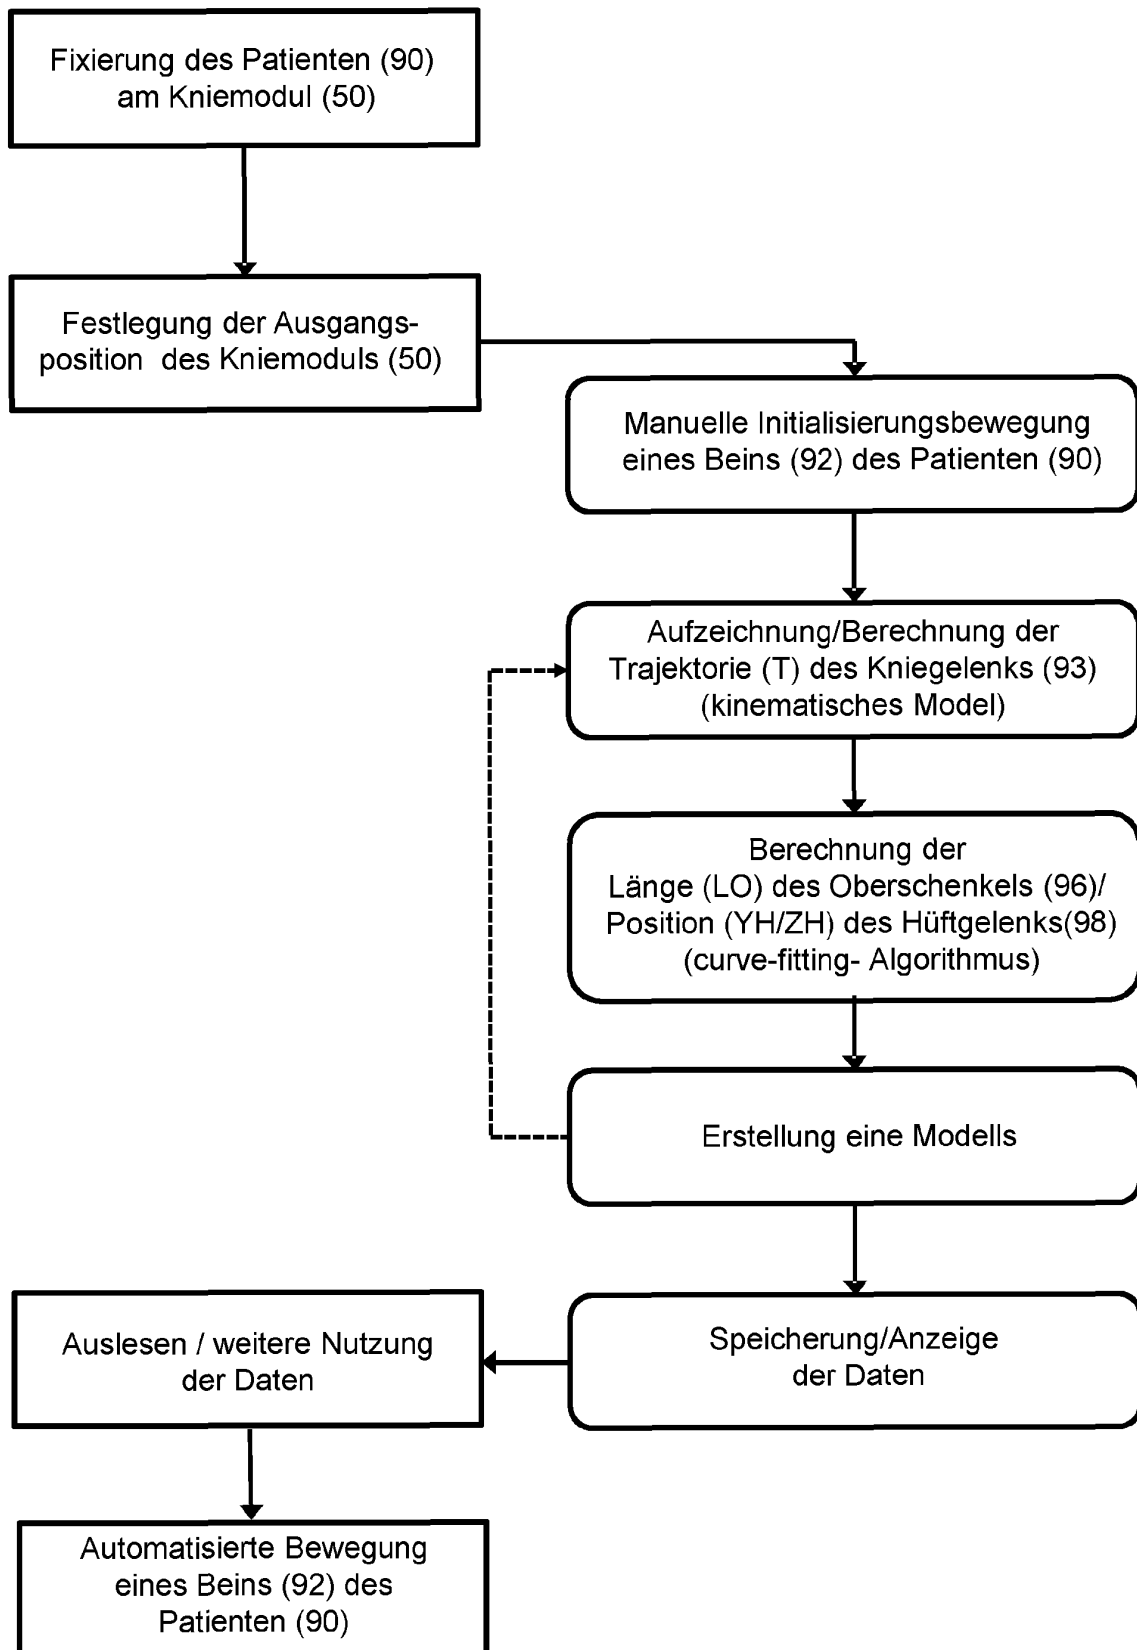 Fixierung des Patienten (90)
am Kniemodul (50)
Festlegung der Ausgangs-
position des Kniemoduls (50)
Manuelle Initialisierungsbewegung
eines Beins (92) des Patienten (90)
Aufzeichnung/Berechnung der
Trajektorie (T) des Kniegelenks (93)
(kinematisches Model)
Berechnung der
Länge (LO) des Oberschenkels (96)/
Position (YH/ZH) des Hüftgelenks(98)
(curve-fitting- Algorithmus)
Erstellung eine Modells
Speicherung/Anzeige
der Daten
Auslesen / weitere Nutzung
der Daten
Automatisierte Bewegung
eines Beins (92) des
Patienten (90)